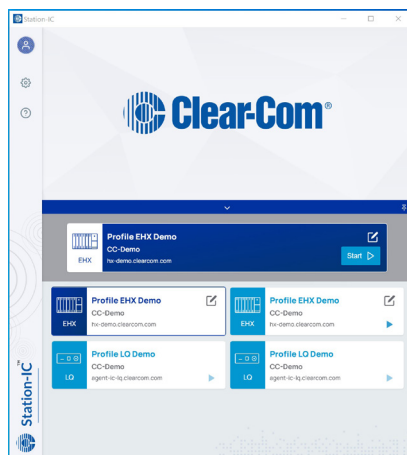 Station-IC
Clear-Com®
Profile EHX Demo
CC-Demo
hx-demo.clearcom.com
EHX
Start
Profile EHX Demo
CC-Demo
hx-demo.clearcom.com
EHX
Profile EHX Demo
CC-Demo
hx-demo.clearcom.com
EHX
Profile LQ Demo
CC-Demo
agent-ic-lq.clearcom.com
LQ
Profile LQ Demo
CC-Demo
agent-ic-lq.clearcom.com
LQ
Station-IC™